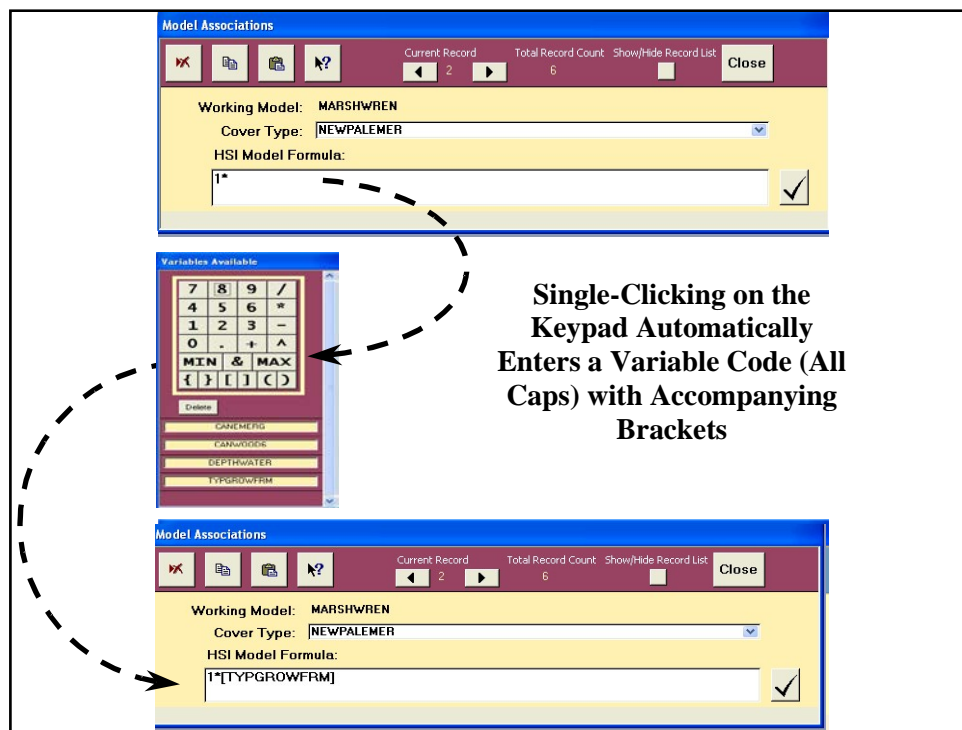 Model Associations
Current Record Total Record Count Show/Hide Record List
2 6 Close
Working Model: MARSHWREN
Cover Type: NEWPALEMER
HSI Model Formula:
1*
Variables Available
7 8 9 /
4 5 6 *
1 2 3 -
0 . + ^
MIN & MAX
{ } [ ] ( )
Delete
CANEMERG
CANWOODS
DEPTHWATER
TYPGROWFRM
Single-Clicking on the
Keypad Automatically
Enters a Variable Code (All
Caps) with Accompanying
Brackets
Model Associations
Current Record Total Record Count Show/Hide Record List
2 6 Close
Working Model: MARSHWREN
Cover Type: NEWPALEMER
HSI Model Formula:
1*[TYPGROWFRM]